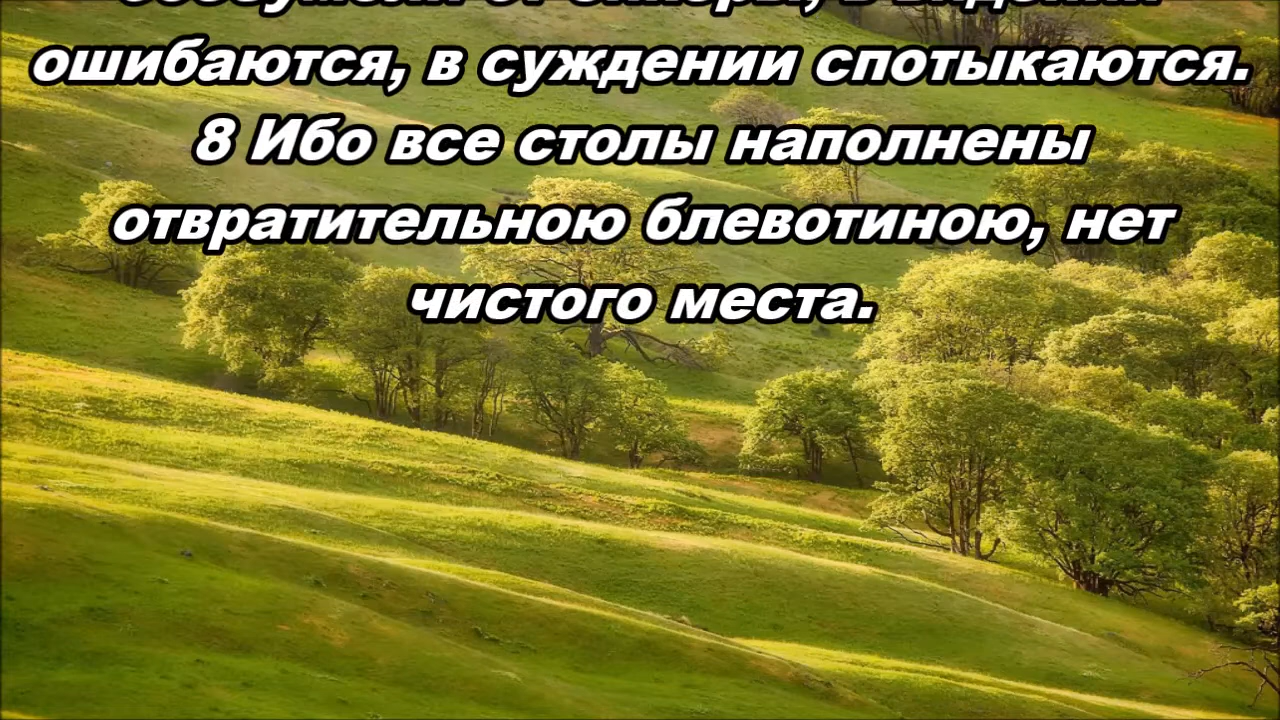 ошибаются, в суждении спотыкаются.
8 Ибо все столы наполнены
отвратительною блевотиною, нет
чистого места.